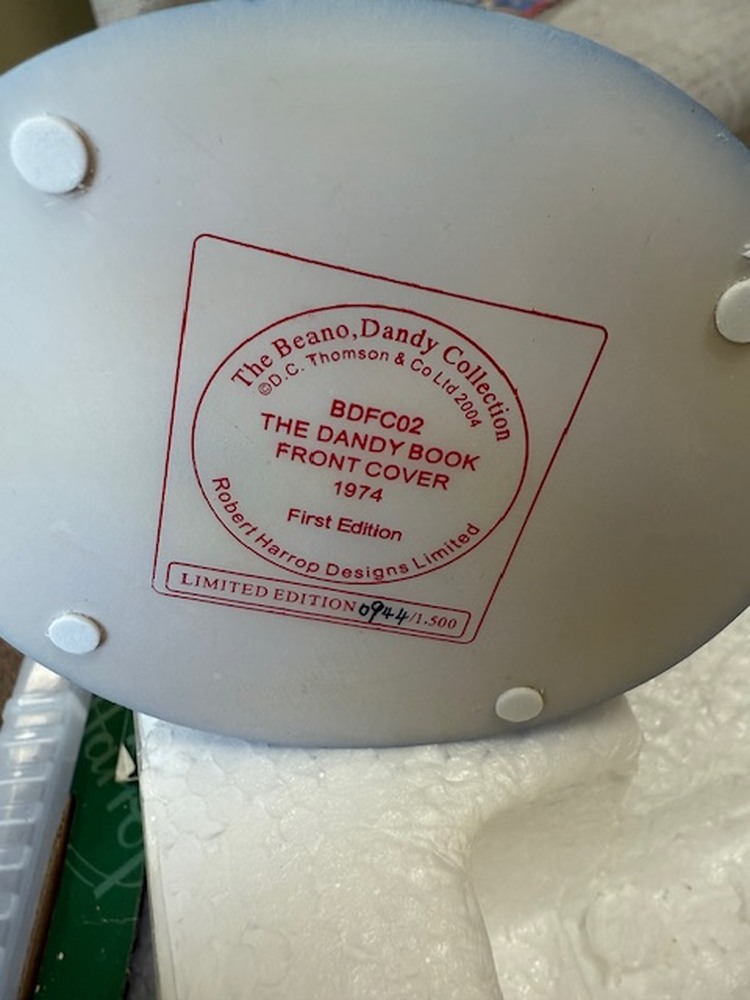 The Beano, Dandy Collection
©D.C. Thomson & Co Ltd 2004
BDFC02
THE DANDY BOOK
FRONT COVER
1974
First Edition
Robert Harrop Designs Limited
LIMITED EDITION 0944/1.500